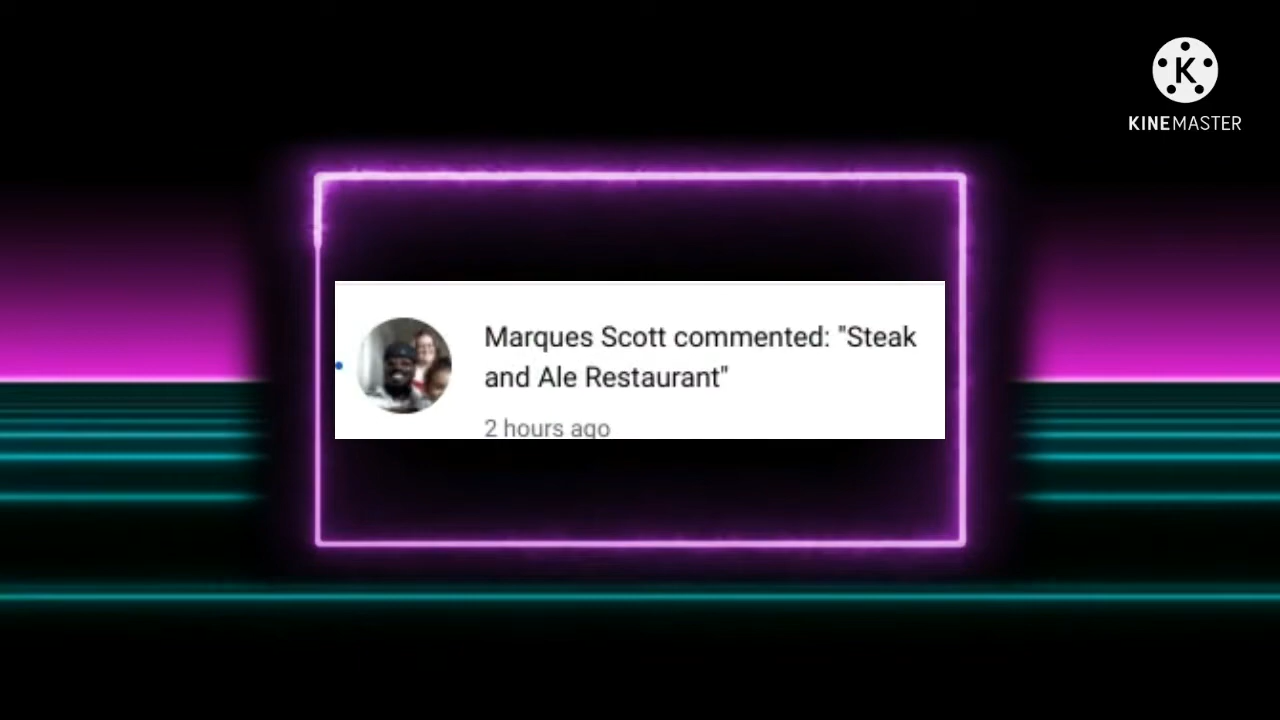 K
KINEMASTER
Marques Scott commented: "Steak
and Ale Restaurant"
2 hours ago